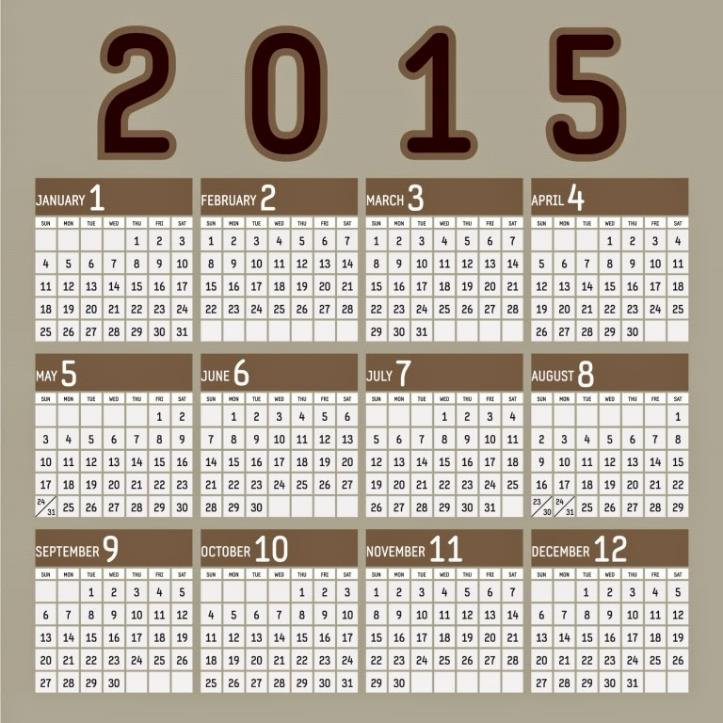 2015
JANUARY 1
SUN MON TUE WED THU FRI SAT
1 2 3
4 5 6 7 8 9 10
11 12 13 14 15 16 17
18 19 20 21 22 23 24
25 26 27 28 29 30 31
FEBRUARY 2
SUN MON TUE WED THU FRI SAT
1 2 3 4 5 6 7
8 9 10 11 12 13 14
15 16 17 18 19 20 21
22 23 24 25 26 27 28
MARCH 3
SUN MON TUE WED THU FRI SAT
1 2 3 4 5 6 7
8 9 10 11 12 13 14
15 16 17 18 19 20 21
22 23 24 25 26 27 28
29 30 31
APRIL 4
SUN MON TUE WED THU FRI SAT
1 2 3 4
5 6 7 8 9 10 11
12 13 14 15 16 17 18
19 20 21 22 23 24 25
26 27 28 29 30
MAY 5
SUN MON TUE WED THU FRI SAT
1 2
3 4 5 6 7 8 9
10 11 12 13 14 15 16
17 18 19 20 21 22 23
24/31 25 26 27 28 29 30
JUNE 6
SUN MON TUE WED THU FRI SAT
1 2 3 4 5 6
7 8 9 10 11 12 13
14 15 16 17 18 19 20
21 22 23 24 25 26 27
28 29 30
JULY 7
SUN MON TUE WED THU FRI SAT
1 2 3 4
5 6 7 8 9 10 11
12 13 14 15 16 17 18
19 20 21 22 23 24 25
26 27 28 29 30 31
AUGUST 8
SUN MON TUE WED THU FRI SAT
1
2 3 4 5 6 7 8
9 10 11 12 13 14 15
16 17 18 19 20 21 22
23/30 24/31 25 26 27 28 29
SEPTEMBER 9
SUN MON TUE WED THU FRI SAT
1 2 3 4 5
6 7 8 9 10 11 12
13 14 15 16 17 18 19
20 21 22 23 24 25 26
27 28 29 30
OCTOBER 10
SUN MON TUE WED THU FRI SAT
1 2 3
4 5 6 7 8 9 10
11 12 13 14 15 16 17
18 19 20 21 22 23 24
25 26 27 28 29 30 31
NOVEMBER 11
SUN MON TUE WED THU FRI SAT
1 2 3 4 5 6 7
8 9 10 11 12 13 14
15 16 17 18 19 20 21
22 23 24 25 26 27 28
29 30
DECEMBER 12
SUN MON TUE WED THU FRI SAT
1 2 3 4 5
6 7 8 9 10 11 12
13 14 15 16 17 18 19
20 21 22 23 24 25 26
27 28 29 30 31